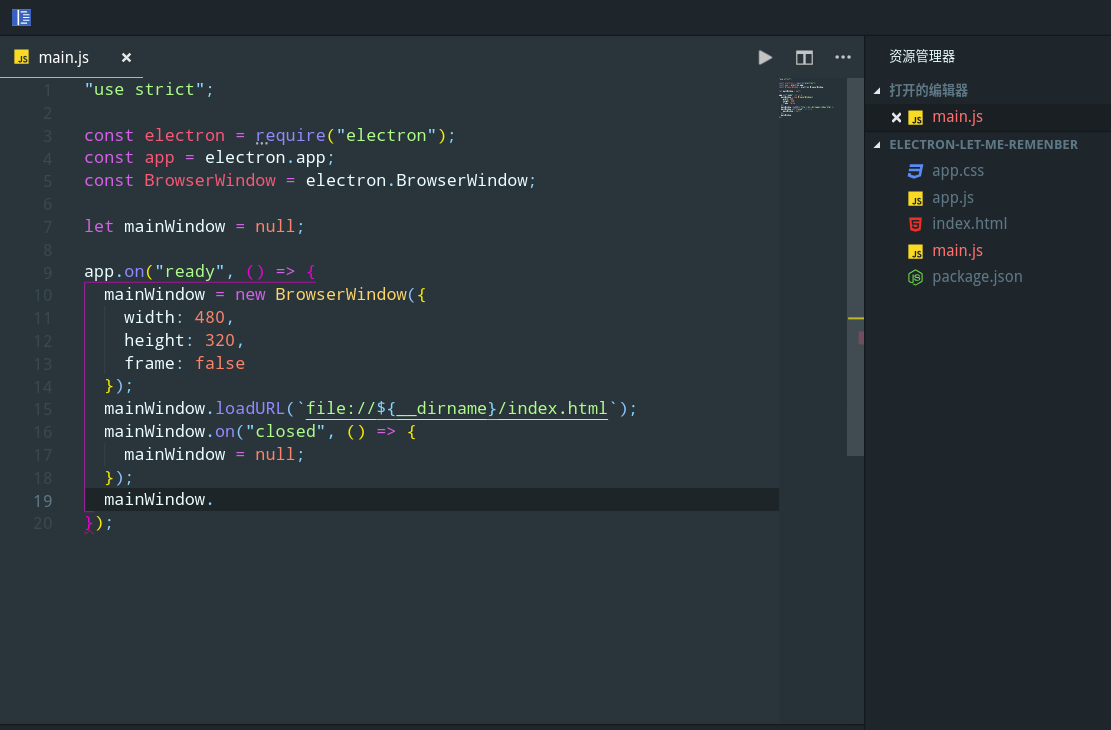 main.js
1 "use strict";
2
3 const electron = require("electron");
4 const app = electron.app;
5 const BrowserWindow = electron.BrowserWindow;
6
7 let mainWindow = null;
8
9 app.on("ready", () => {
10 mainWindow = new BrowserWindow({
11 width: 480,
12 height: 320,
13 frame: false
14 });
15 mainWindow.loadURL(`file://${__dirname}/index.html`);
16 mainWindow.on("closed", () => {
17 mainWindow = null;
18 });
19 mainWindow.
20 });
资源管理器
打开的编辑器
JS main.js
ELECTRON-LET-ME-REMENBER
app.css
JS app.js
index.html
JS main.js
package.json